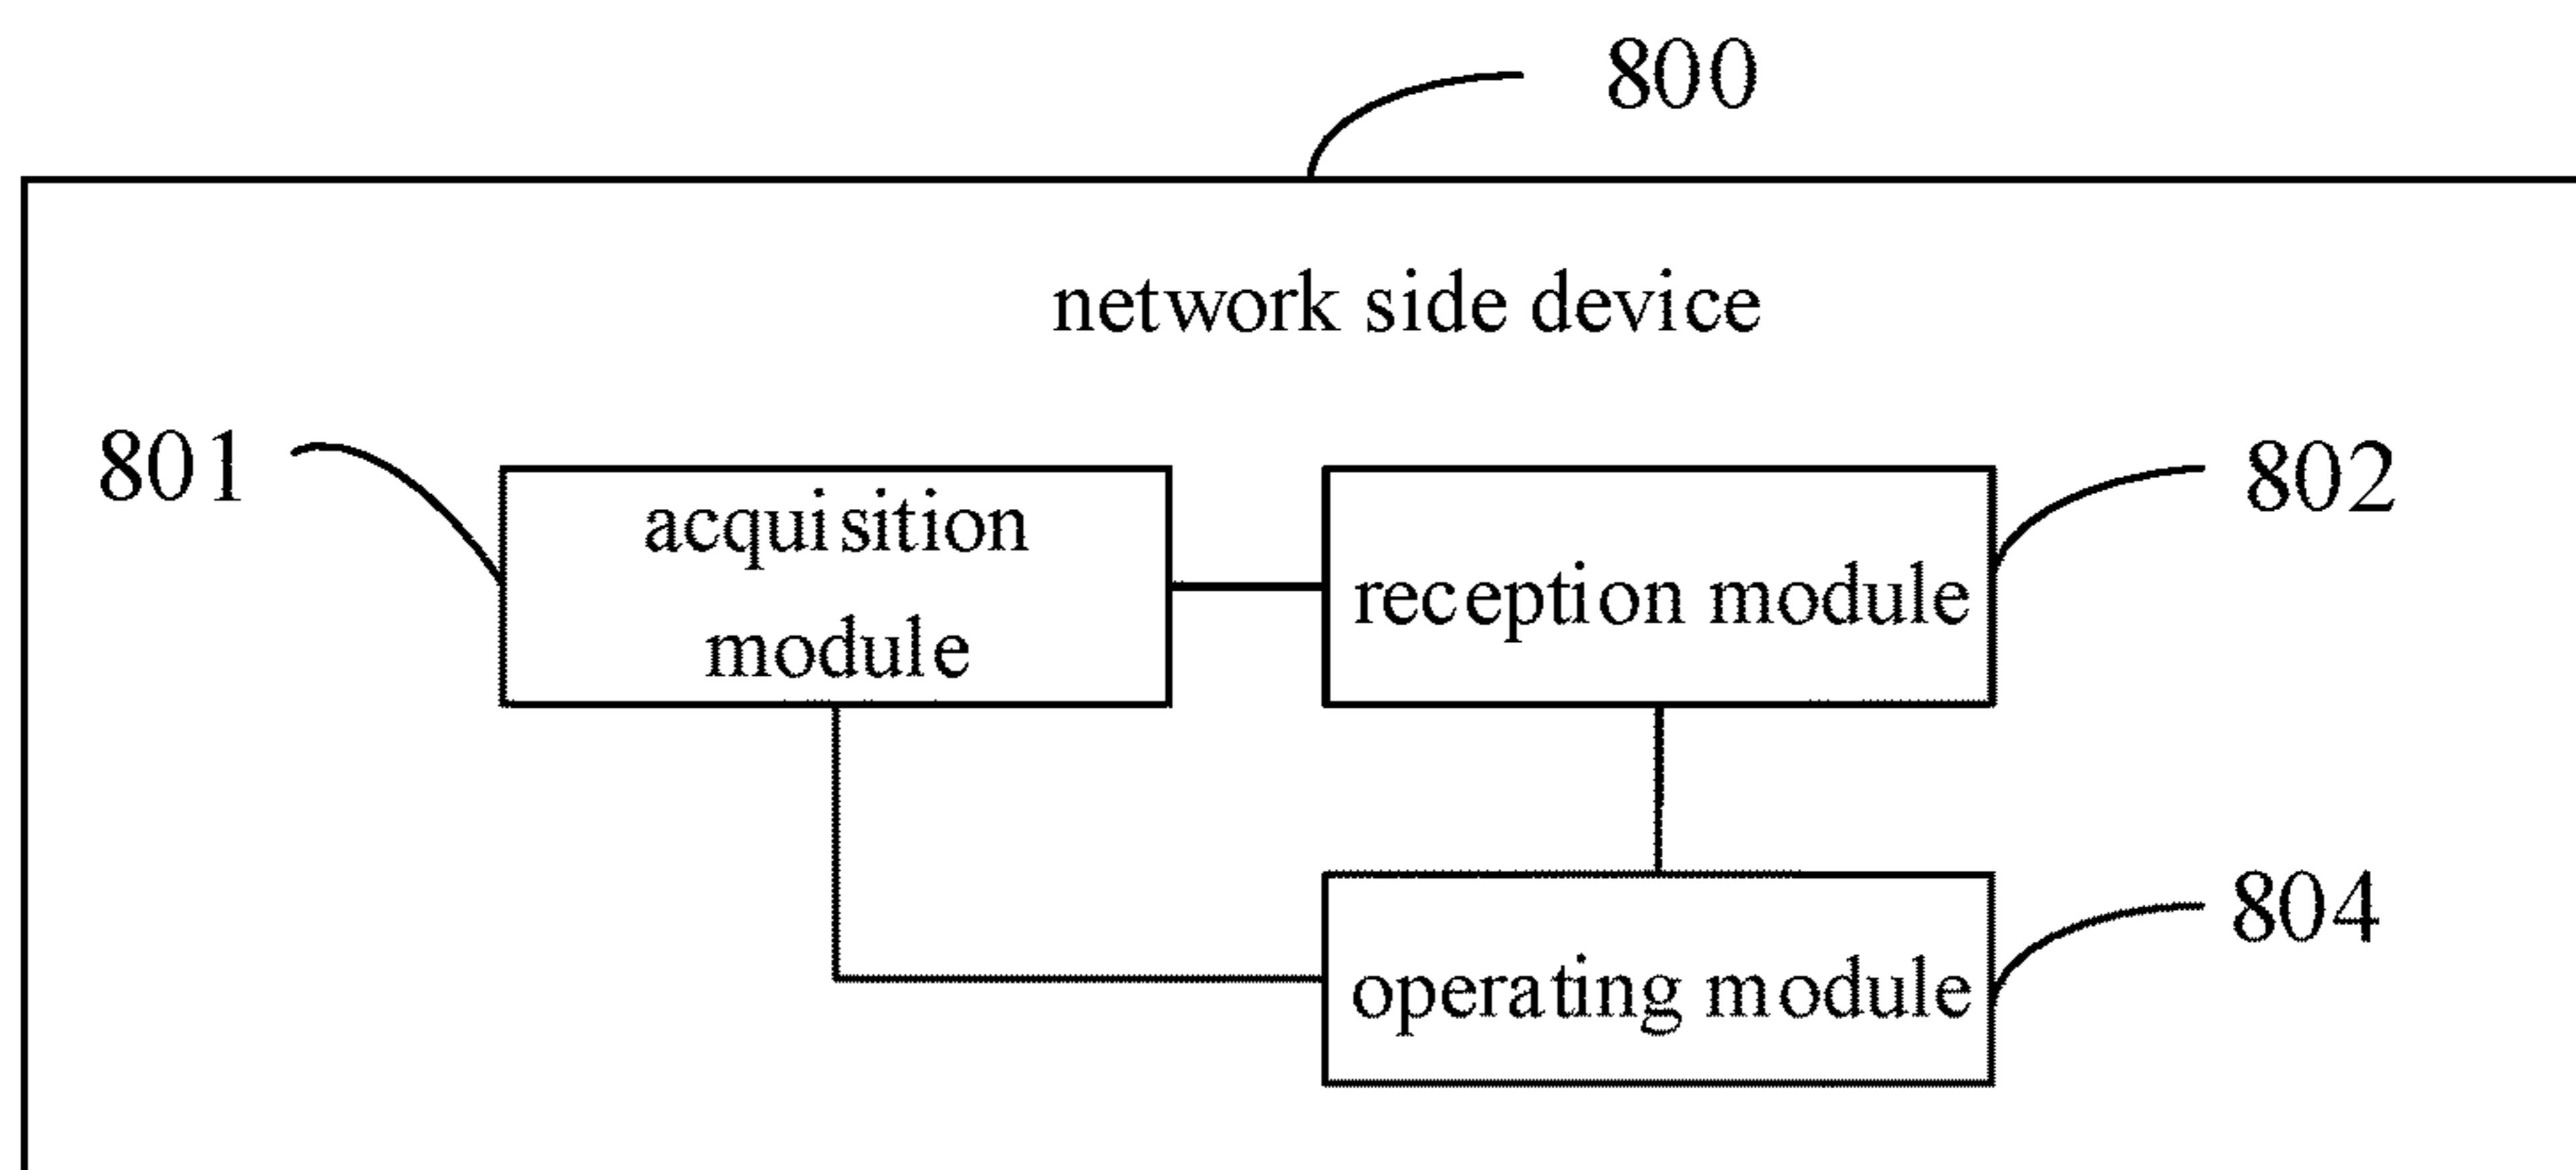 800
network side device
801
acquisition
module
reception module
802
operating module
804